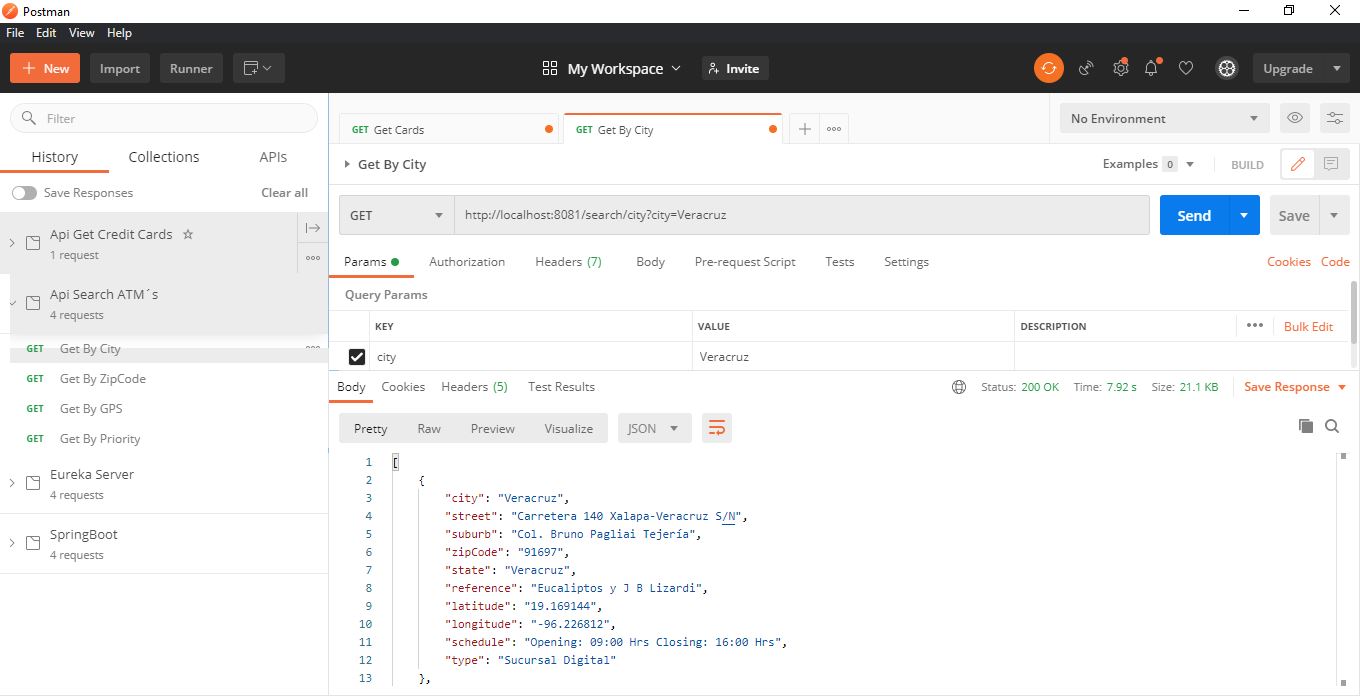 Postman
File Edit View Help
New Import Runner My Workspace Invite Upgrade
Filter
History Collections APIs
Save Responses Clear all
Api Get Credit Cards
1 request
Api Search ATM´s
4 requests
GET Get By City
GET Get By ZipCode
GET Get By GPS
GET Get By Priority
Eureka Server
4 requests
SpringBoot
4 requests
GET Get Cards GET Get By City No Environment
Get By City Examples 0 BUILD
GET http://localhost:8081/search/city?city=Veracruz Send Save
Params Authorization Headers (7) Body Pre-request Script Tests Settings Cookies Code
Query Params
KEY VALUE DESCRIPTION Bulk Edit
city Veracruz
Body Cookies Headers (5) Test Results Status: 200 OK Time: 7.92 s Size: 21.1 KB Save Response
Pretty Raw Preview Visualize JSON
1 [
2 {
3 "city": "Veracruz",
4 "street": "Carretera 140 Xalapa-Veracruz S/N",
5 "suburb": "Col. Bruno Pagliai Tejería",
6 "zipCode": "91697",
7 "state": "Veracruz",
8 "reference": "Eucaliptos y J B Lizardi",
9 "latitude": "19.169144",
10 "longitude": "-96.226812",
11 "schedule": "Opening: 09:00 Hrs Closing: 16:00 Hrs",
12 "type": "Sucursal Digital"
13 },